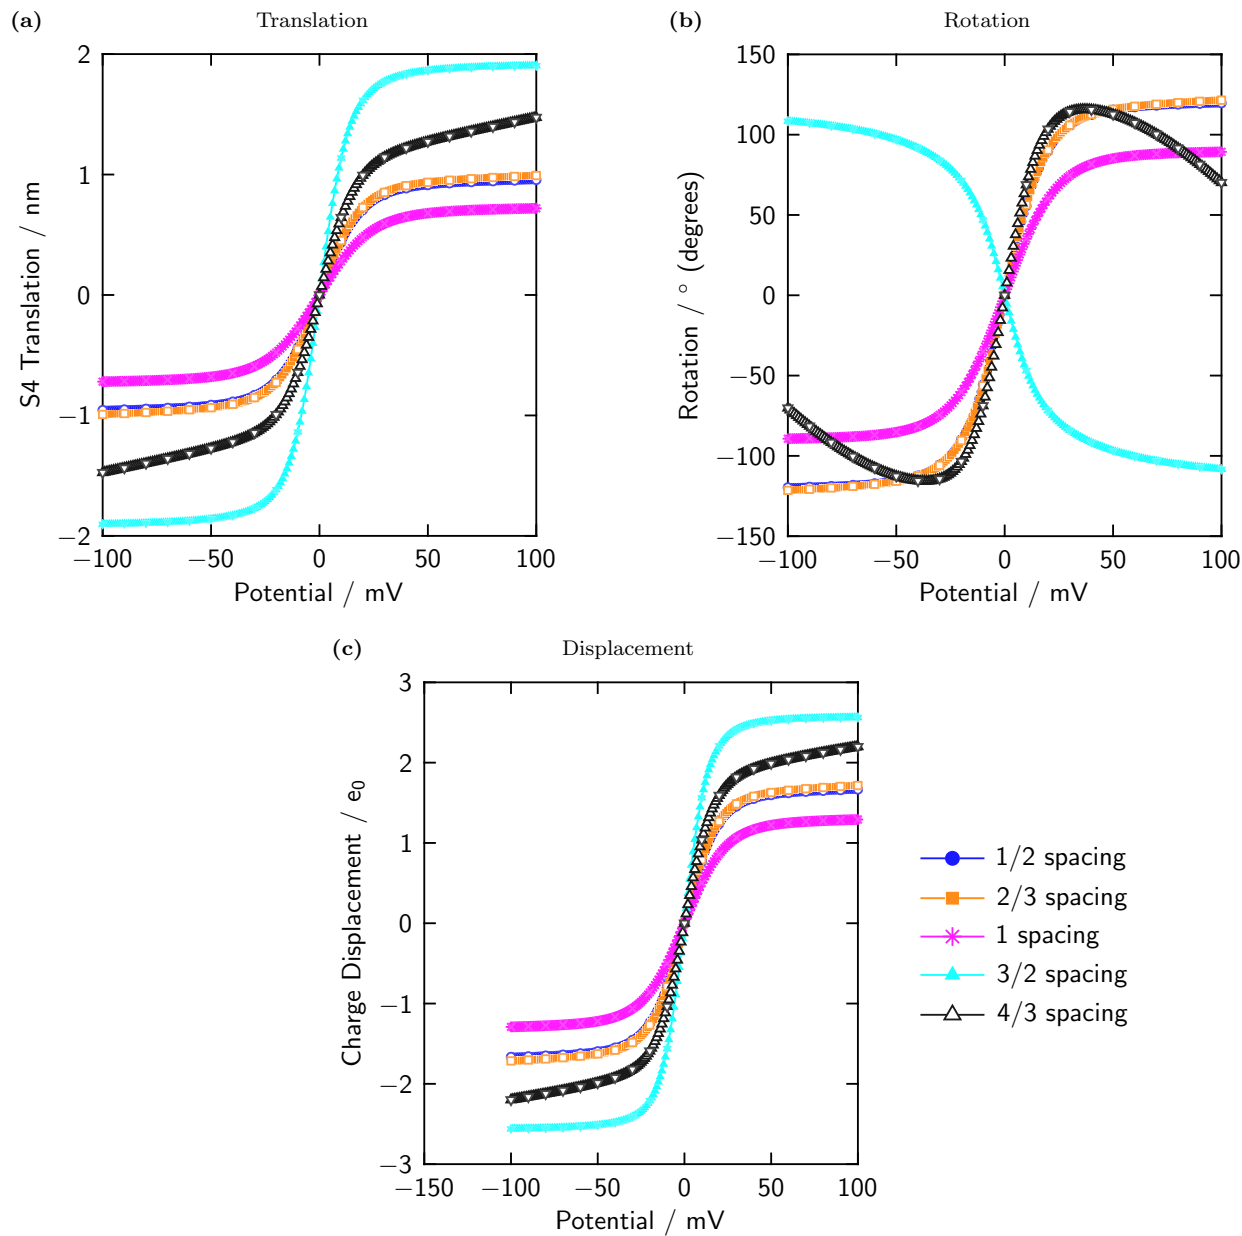 (a) Translation
2
1
0
−1
−2
−100 −50 0 50 100
S4 Translation / nm
Potential / mV
(b) Rotation
150
100
50
0
−50
−100
−150
−100 −50 0 50 100
Rotation / ° (degrees)
Potential / mV
(c) Displacement
3
2
1
0
−1
−2
−3
−150 −100 −50 0 50 100
Charge Displacement / e₀
Potential / mV
1/2 spacing
2/3 spacing
1 spacing
3/2 spacing
4/3 spacing